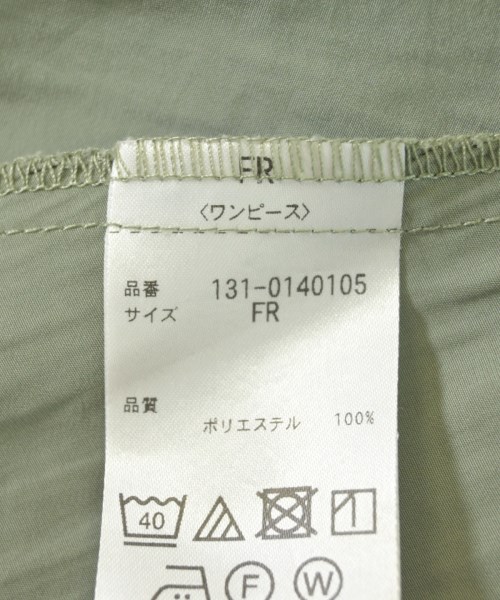 FR
〈ワンピース〉
品番 131-0140105
サイズ FR
品質
ポリエステル 100%
40
F W